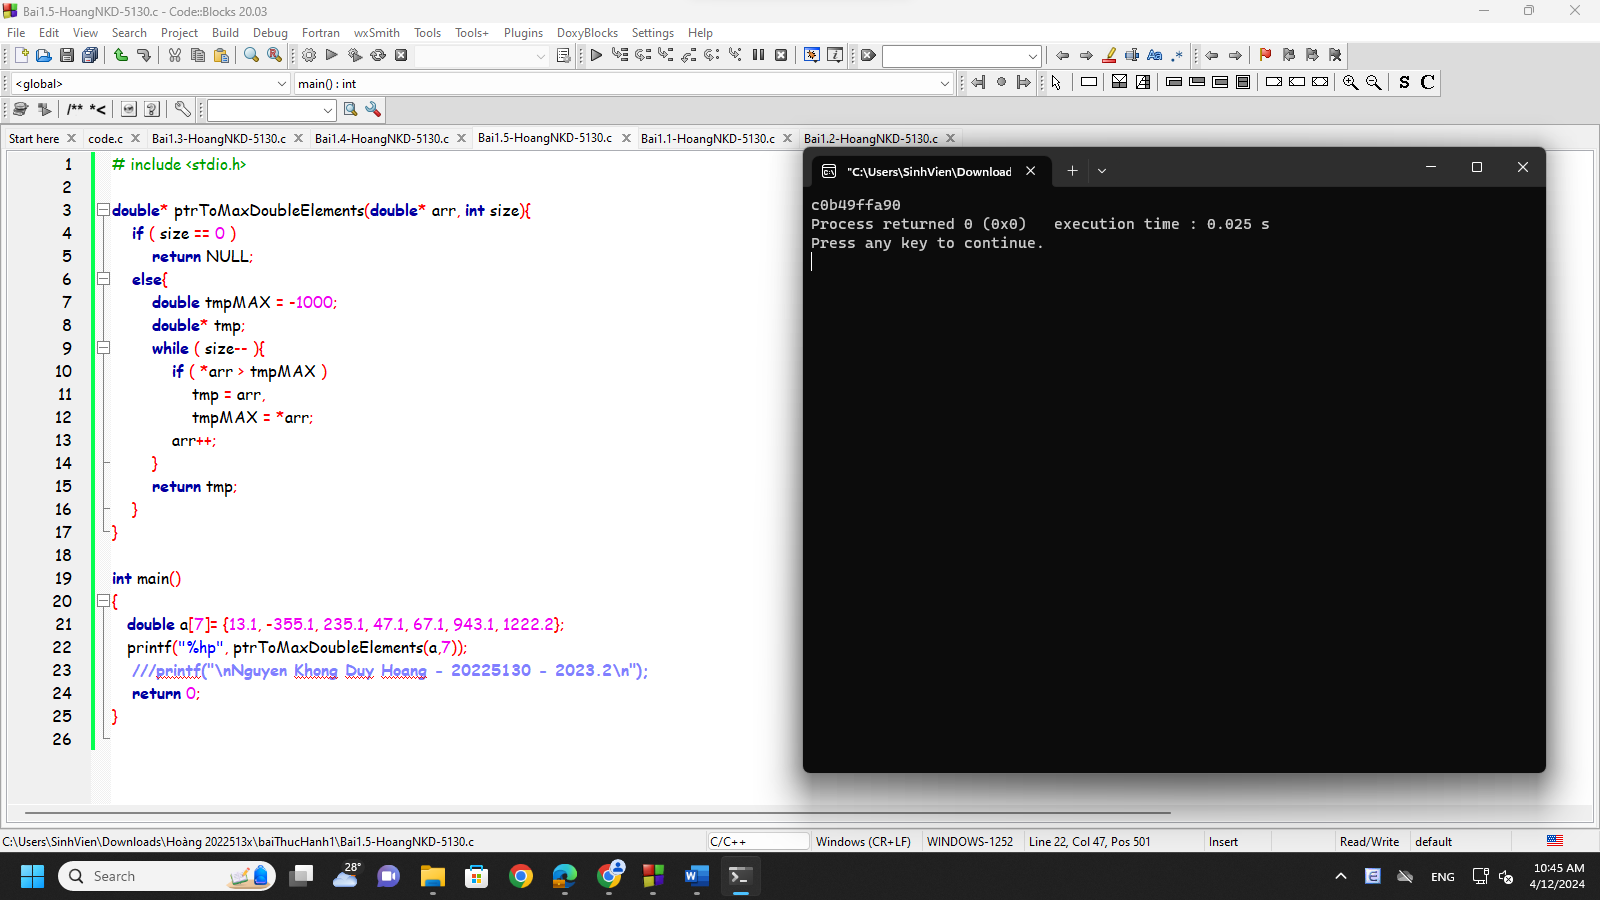 Bai1.5-HoangNKD-5130.c - Code::Blocks 20.03
File Edit View Search Project Build Debug Fortran wxSmith Tools Tools+ Plugins DoxyBlocks Settings Help
<global> main() : int
/** *<
S C
Start here code.c Bai1.3-HoangNKD-5130.c Bai1.4-HoangNKD-5130.c Bai1.5-HoangNKD-5130.c Bai1.1-HoangNKD-5130.c Bai1.2-HoangNKD-5130.c
1 # include <stdio.h>
2
3 double* ptrToMaxDoubleElements(double* arr, int size){
4 if ( size == 0 )
5 return NULL;
6 else{
7 double tmpMAX = -1000;
8 double* tmp;
9 while ( size-- ){
10 if ( *arr > tmpMAX )
11 tmp = arr,
12 tmpMAX = *arr;
13 arr++;
14 }
15 return tmp;
16 }
17 }
18
19 int main()
20 {
21 double a[7]= {13.1, -355.1, 235.1, 47.1, 67.1, 943.1, 1222.2};
22 printf("%hp", ptrToMaxDoubleElements(a,7));
23 ///printf("\nNguyen Khong Duy Hoang - 20225130 - 2023.2\n");
24 return 0;
25 }
26
"C:\Users\SinhVien\Download
c0b49ffa90
Process returned 0 (0x0)   execution time : 0.025 s
Press any key to continue.
C:\Users\SinhVien\Downloads\Hoàng 2022513x\baiThucHanh1\Bai1.5-HoangNKD-5130.c C/C++ Windows (CR+LF) WINDOWS-1252 Line 22, Col 47, Pos 501 Insert Read/Write default
Search 28° ENG 10:45 AM
4/12/2024